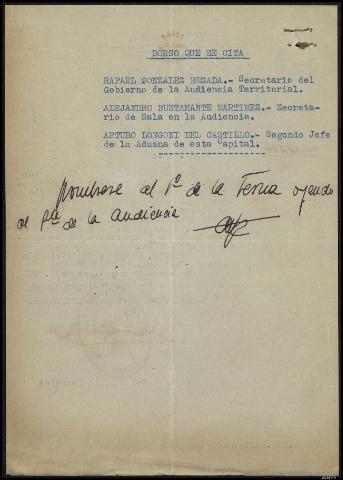 DORSO QUE SE CITA
RAFAEL GONZALEZ BESADA.- Secretario del
Gobierno de la Audiencia Territorial.
ALEJANDRO BUSTAMANTE MARTINEZ.- Secreta-
rio de Sala en la Audiencia.
ARTURO LONGONI DEL CASTILLO.- Segundo Jefe
de la Aduana de esta Capital.
Nombrese al 1º de la Terna oyendo
al Pte de la audiencia